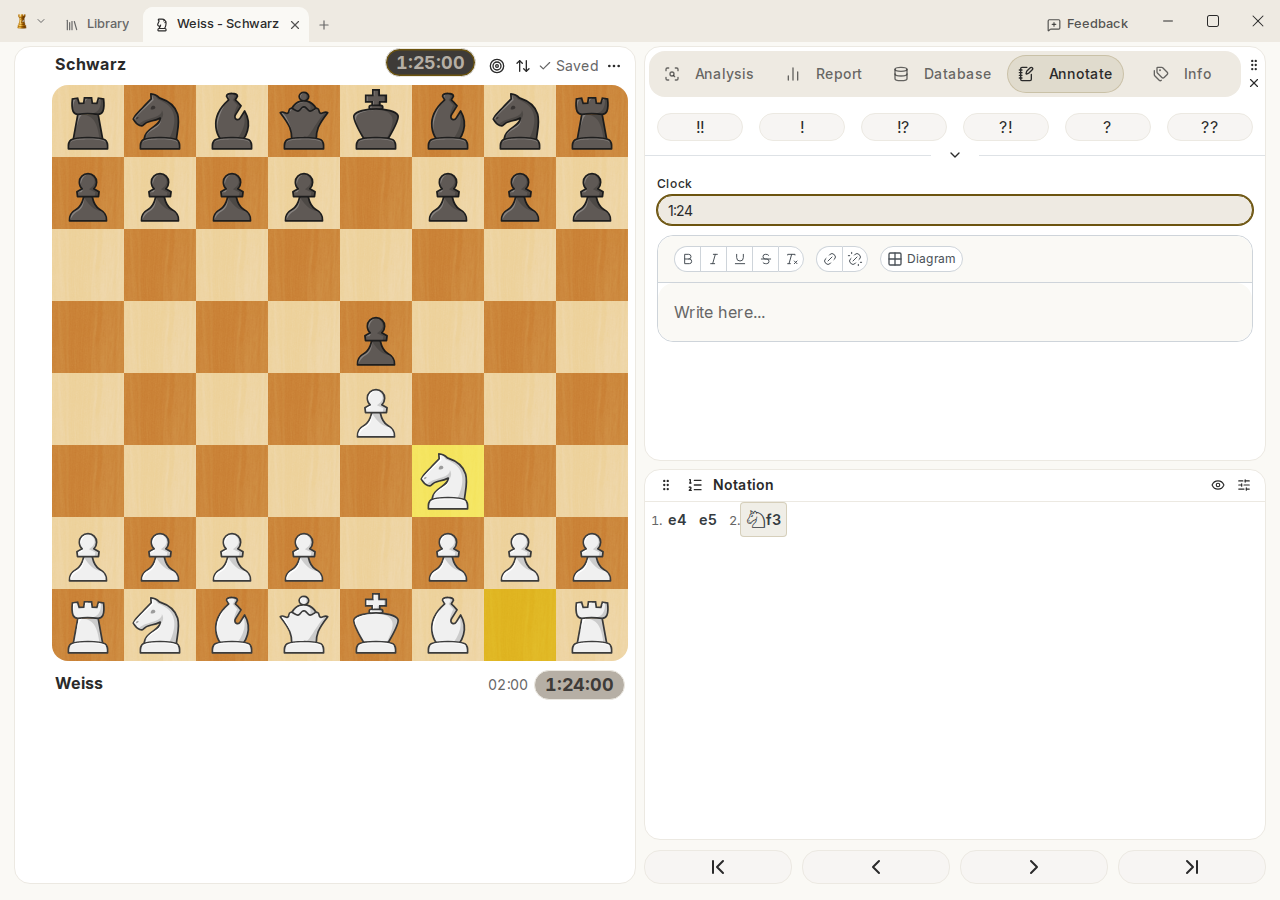 Library
Weiss - Schwarz
Feedback
Schwarz
1:25:00
Saved
Analysis
Report
Database
Annotate
Info
!!
!
!?
?!
?
??
Clock
1:24
B I U S Tx
Diagram
Write here...
Notation
1. e4 e5 2. f3
Weiss
02:00
1:24:00